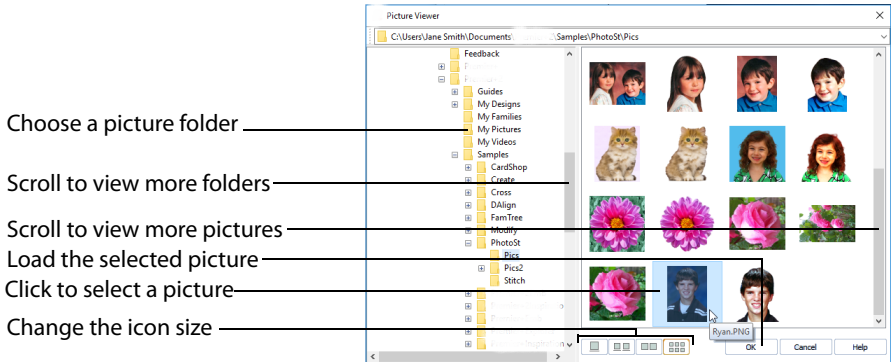 Picture Viewer
C:\Users\Jane Smith\Documents\ \Samples\PhotoSt\Pics
Feedback
Guides
My Designs
My Families
Choose a picture folder
My Pictures
My Videos
Samples
CardShop
Scroll to view more folders
Create
Cross
DAlign
FamTree
Scroll to view more pictures
Modify
PhotoSt
Load the selected picture
Pics
Pics2
Click to select a picture
Stitch
Change the icon size
Ryan.PNG
OK
Cancel
Help